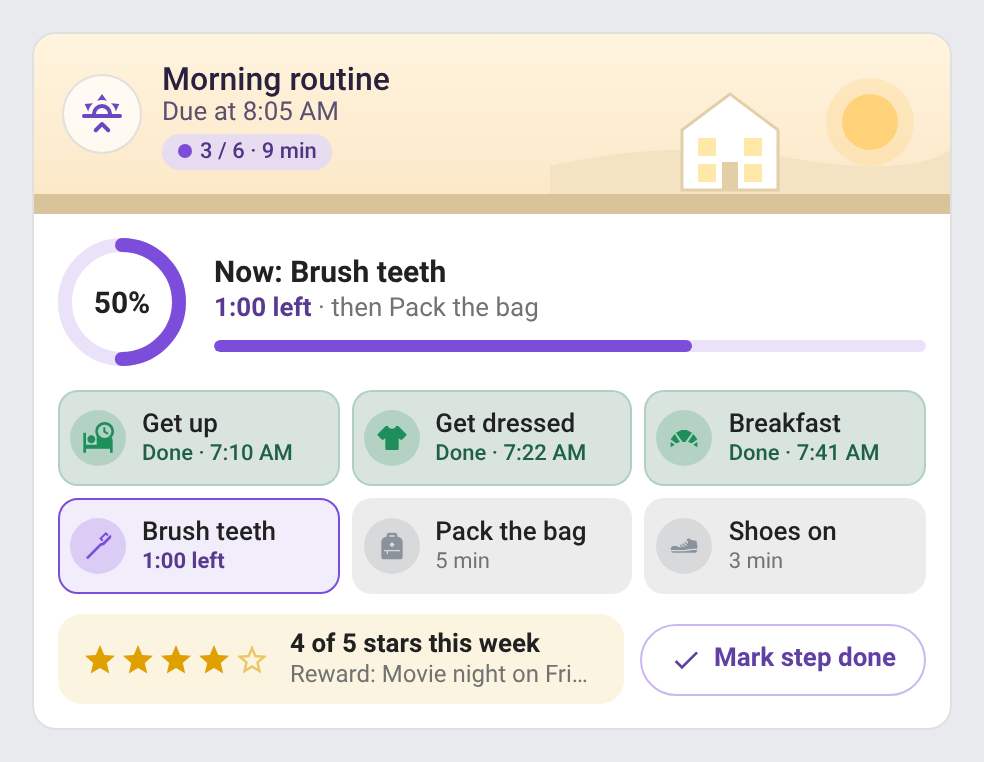 Morning routine
Due at 8:05 AM
3 / 6 · 9 min
50%
Now: Brush teeth
1:00 left · then Pack the bag
Get up
Done · 7:10 AM
Get dressed
Done · 7:22 AM
Breakfast
Done · 7:41 AM
Brush teeth
1:00 left
Pack the bag
5 min
Shoes on
3 min
4 of 5 stars this week
Reward: Movie night on Fri…
Mark step done